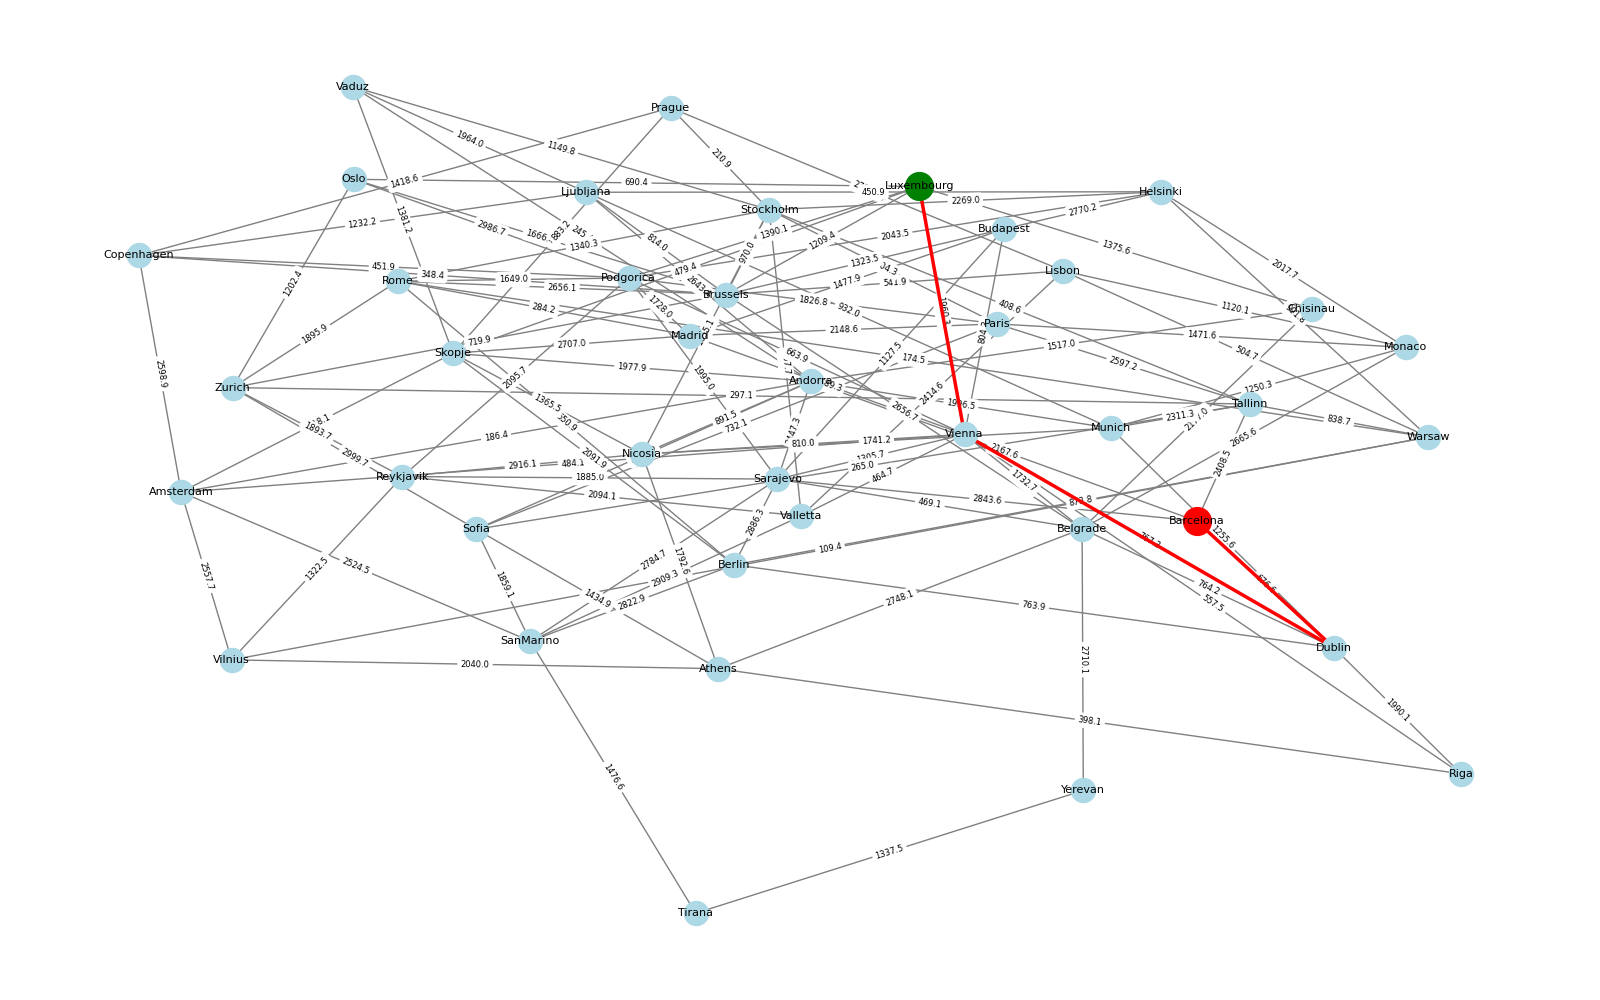 Vaduz
Prague
1964.0
1149.8
210.9
1418.6
Oslo
690.4
Ljubljana
450.9
Luxembourg
Helsinki
2269.0
2770.2
Stockholm
1232.2
1381.2
2986.7
814.0
1390.1
1209.4
2043.5
Budapest
1375.6
Copenhagen
1340.3
970.0
451.9
348.4
Rome
1649.0
2656.1
Podgorica
479.4
1323.5
1477.9
541.9
Lisbon
2017.7
1202.4
Brussels
1826.8
932.0
408.6
1120.1
Chisinau
284.2
1728.0
Madrid
2148.6
Paris
1471.6
Monaco
1895.9
719.9
2707.0
Skopje
663.9
1127.5
174.5
1517.0
504.7
2597.2
2598.9
Zurich
1977.9
1995.0
Andorra
297.1
2095.7
1365.5
2414.6
1250.3
Tallinn
1893.7
891.5
732.1
2656.7
2311.3
838.7
Warsaw
186.4
810.0
1741.2
Vienna
Munich
2665.6
2999.7
2091.9
Nicosia
2167.6
2916.1
484.1
265.0
464.7
2408.5
Amsterdam
Reykjavik
1885.0
Sarajevo
1732.7
2094.1
469.1
2843.6
Valletta
Barcelona
Sofia
2886.3
Belgrade
1255.6
109.4
2784.7
1792.6
2524.5
1322.5
2557.7
1859.1
Berlin
2909.3
2822.9
1434.9
2748.1
763.9
764.2
557.5
SanMarino
Dublin
Vilnius
2040.0
Athens
2710.1
1990.1
398.1
1476.6
Riga
Yerevan
1337.5
Tirana